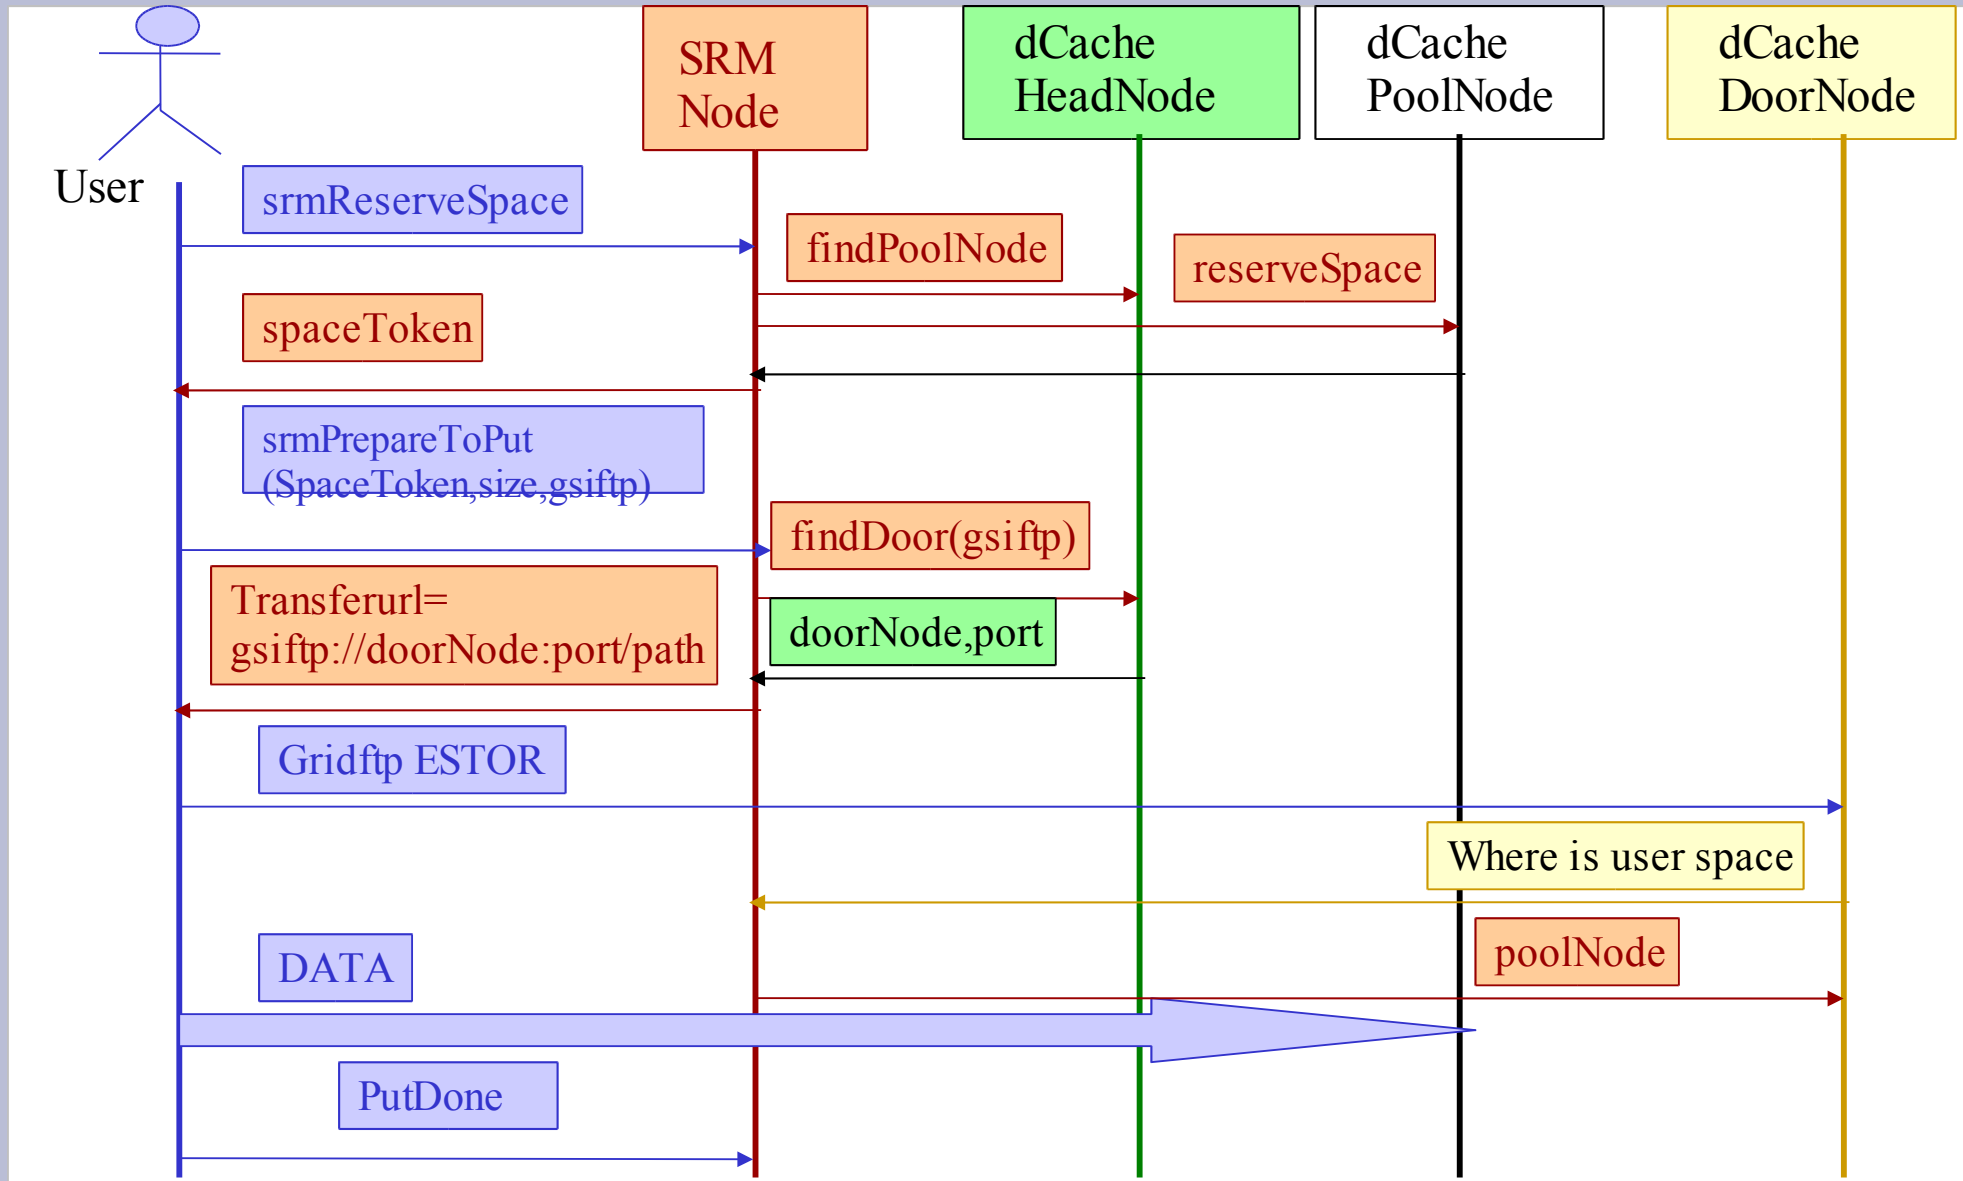 SRM
Node
dCache
HeadNode
dCache
PoolNode
dCache
DoorNode
User
srmReserveSpace
findPoolNode
reserveSpace
spaceToken
srmPrepareToPut
(SpaceToken,size,gsiftp)
findDoor(gsiftp)
Transferurl=
gsiftp://doorNode:port/path
doorNode,port
Gridftp ESTOR
Where is user space
poolNode
DATA
PutDone